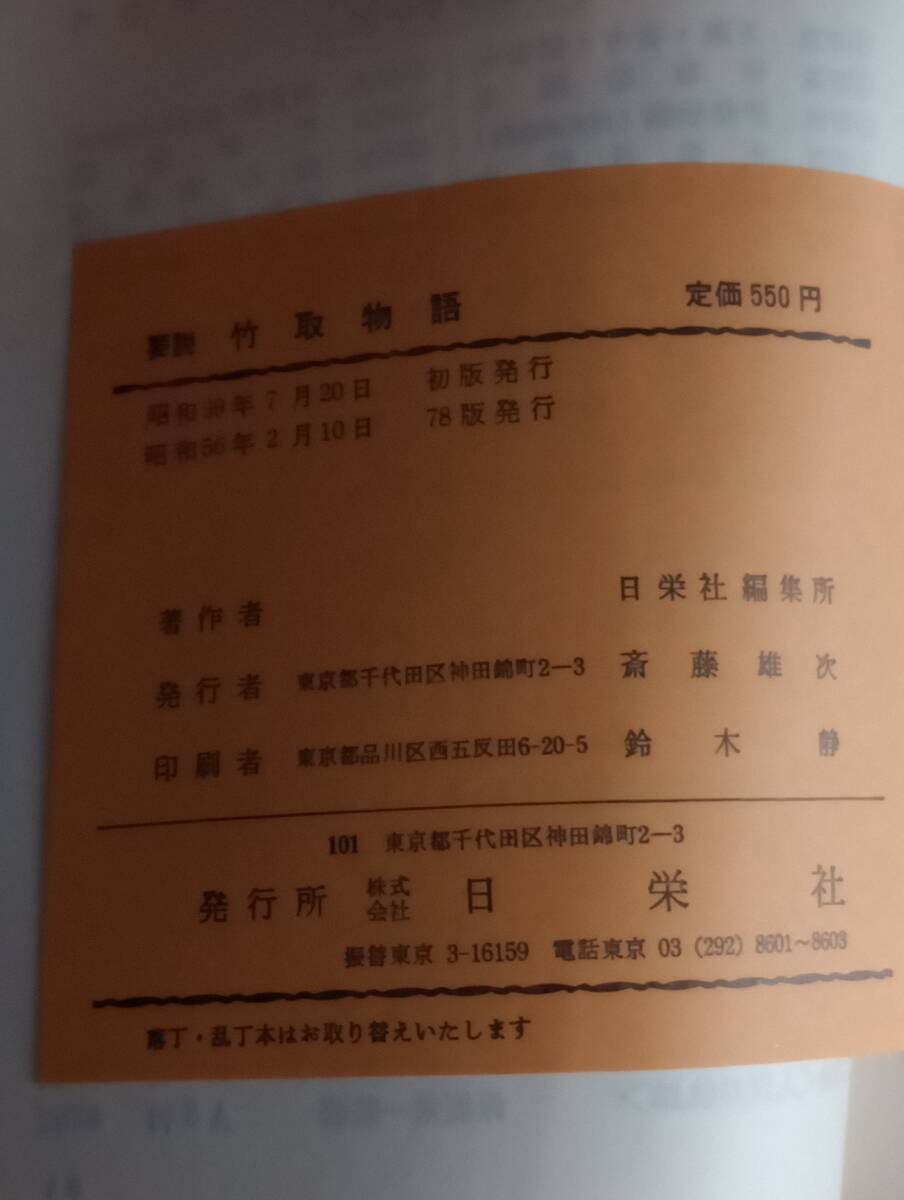 要説 竹取物語 定価550円
昭和39年7月20日 初版発行
昭和56年2月10日 78版発行
著作者 日栄社編集所
発行者 東京都千代田区神田錦町2―3 斎藤雄次
印刷者 東京都品川区西五反田6-20-5 鈴木静
101 東京都千代田区神田錦町2―3
発行所 株式会社 日栄社
振替東京 3-16159 電話東京 03 (292) 8601~8603
落丁・乱丁本はお取り替えいたします